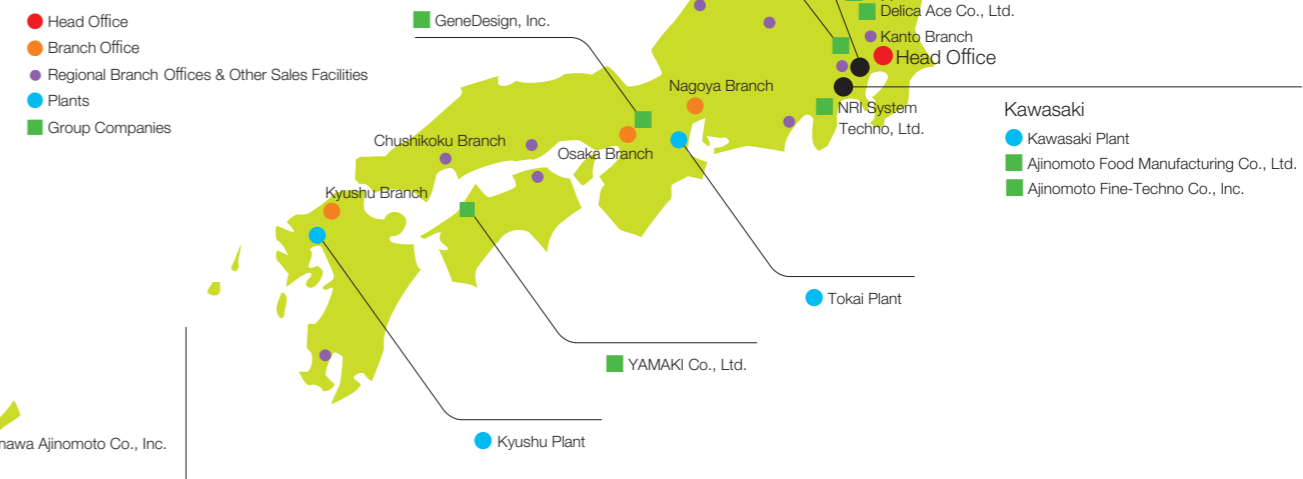 Head Office
Branch Office
Regional Branch Offices & Other Sales Facilities
Plants
Group Companies
GeneDesign, Inc.
Delica Ace Co., Ltd.
Kanto Branch
Head Office
Nagoya Branch
NRI System
Techno, Ltd.
Kawasaki
Kawasaki Plant
Ajinomoto Food Manufacturing Co., Ltd.
Ajinomoto Fine-Techno Co., Inc.
Chushikoku Branch
Osaka Branch
Kyushu Branch
Tokai Plant
YAMAKI Co., Ltd.
Kyushu Plant
Ajinomoto Co., Inc.